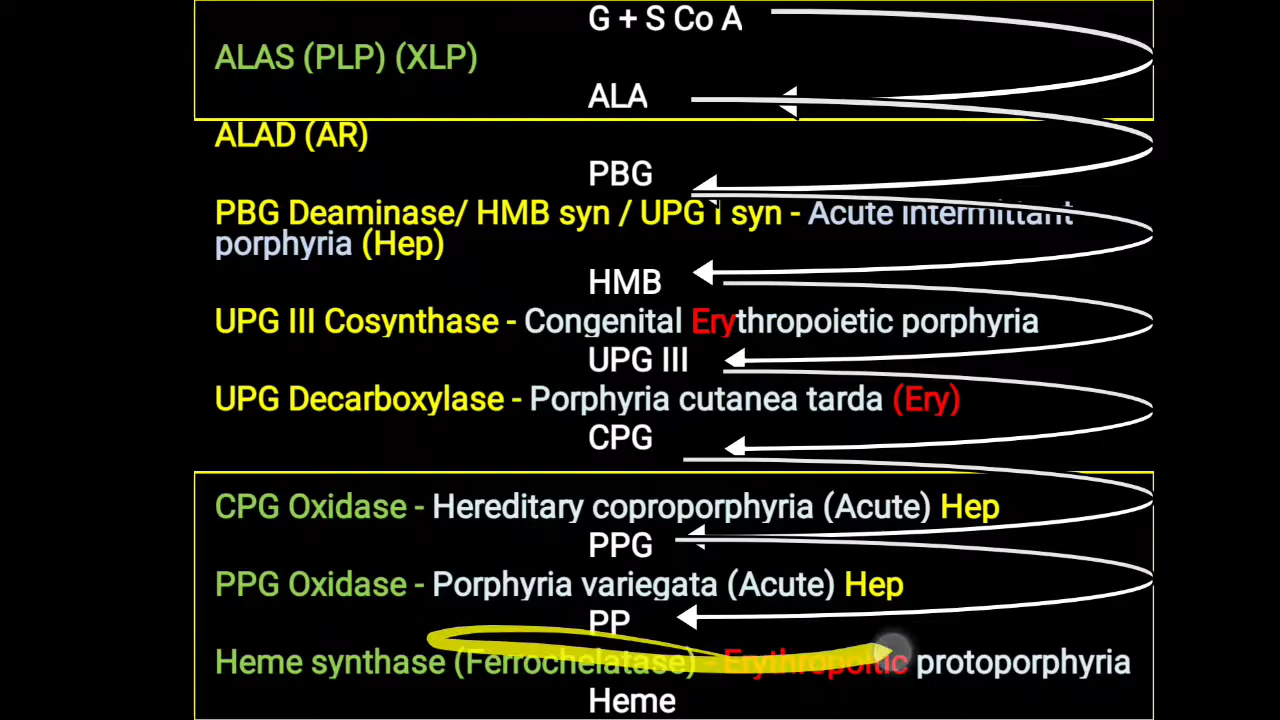 G + S Co A
ALAS (PLP) (XLP)
ALA
ALAD (AR)
PBG
PBG Deaminase/ HMB syn / UPG I syn - Acute intermittant
porphyria (Hep)
HMB
UPG III Cosynthase - Congenital Erythropoietic porphyria
UPG III
UPG Decarboxylase - Porphyria cutanea tarda (Ery)
CPG
CPG Oxidase - Hereditary coproporphyria (Acute) Hep
PPG
PPG Oxidase - Porphyria variegata (Acute) Hep
PP
Heme synthase (Ferrochelatase) - Erythropoitic protoporphyria
Heme